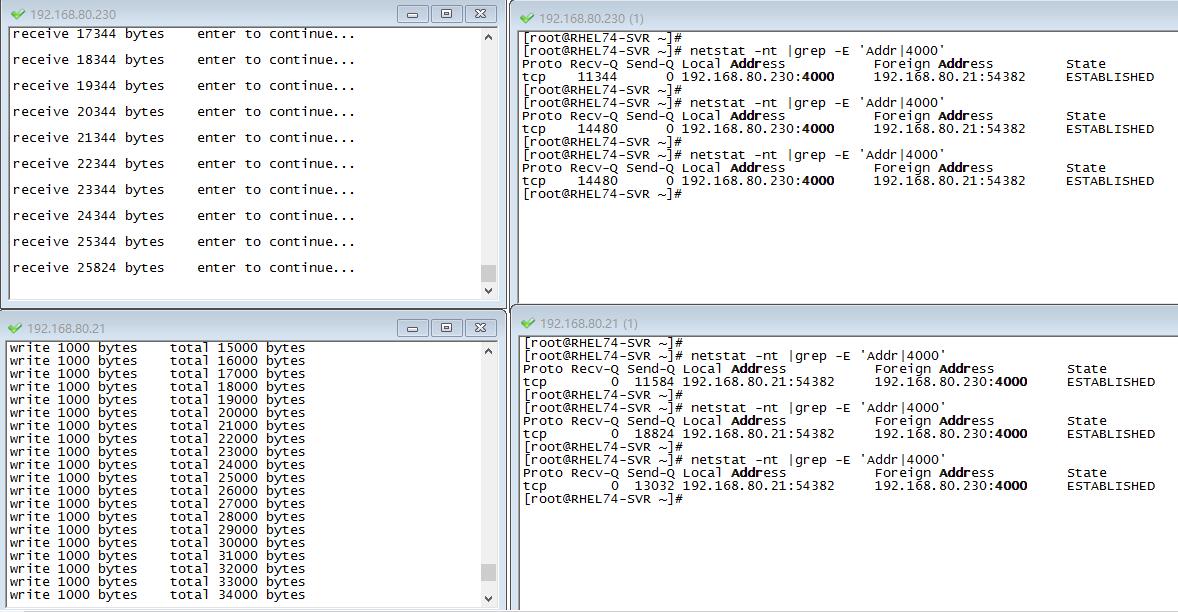 192.168.80.230
receive 17344 bytes    enter to continue...
receive 18344 bytes    enter to continue...
receive 19344 bytes    enter to continue...
receive 20344 bytes    enter to continue...
receive 21344 bytes    enter to continue...
receive 22344 bytes    enter to continue...
receive 23344 bytes    enter to continue...
receive 24344 bytes    enter to continue...
receive 25344 bytes    enter to continue...
receive 25824 bytes    enter to continue...
192.168.80.230 (1)
[root@RHEL74-SVR ~]#
[root@RHEL74-SVR ~]# netstat -nt |grep -E 'Addr|4000'
Proto Recv-Q Send-Q Local Address           Foreign Address         State
tcp    11344      0 192.168.80.230:4000     192.168.80.21:54382     ESTABLISHED
[root@RHEL74-SVR ~]#
[root@RHEL74-SVR ~]# netstat -nt |grep -E 'Addr|4000'
Proto Recv-Q Send-Q Local Address           Foreign Address         State
tcp    14480      0 192.168.80.230:4000     192.168.80.21:54382     ESTABLISHED
[root@RHEL74-SVR ~]#
[root@RHEL74-SVR ~]# netstat -nt |grep -E 'Addr|4000'
Proto Recv-Q Send-Q Local Address           Foreign Address         State
tcp    14480      0 192.168.80.230:4000     192.168.80.21:54382     ESTABLISHED
[root@RHEL74-SVR ~]#
192.168.80.21
write 1000 bytes    total 15000 bytes
write 1000 bytes    total 16000 bytes
write 1000 bytes    total 17000 bytes
write 1000 bytes    total 18000 bytes
write 1000 bytes    total 19000 bytes
write 1000 bytes    total 20000 bytes
write 1000 bytes    total 21000 bytes
write 1000 bytes    total 22000 bytes
write 1000 bytes    total 23000 bytes
write 1000 bytes    total 24000 bytes
write 1000 bytes    total 25000 bytes
write 1000 bytes    total 26000 bytes
write 1000 bytes    total 27000 bytes
write 1000 bytes    total 28000 bytes
write 1000 bytes    total 29000 bytes
write 1000 bytes    total 30000 bytes
write 1000 bytes    total 31000 bytes
write 1000 bytes    total 32000 bytes
write 1000 bytes    total 33000 bytes
write 1000 bytes    total 34000 bytes
192.168.80.21 (1)
[root@RHEL74-SVR ~]#
[root@RHEL74-SVR ~]# netstat -nt |grep -E 'Addr|4000'
Proto Recv-Q Send-Q Local Address           Foreign Address         State
tcp        0  11584 192.168.80.21:54382     192.168.80.230:4000     ESTABLISHED
[root@RHEL74-SVR ~]#
[root@RHEL74-SVR ~]# netstat -nt |grep -E 'Addr|4000'
Proto Recv-Q Send-Q Local Address           Foreign Address         State
tcp        0  18824 192.168.80.21:54382     192.168.80.230:4000     ESTABLISHED
[root@RHEL74-SVR ~]#
[root@RHEL74-SVR ~]# netstat -nt |grep -E 'Addr|4000'
Proto Recv-Q Send-Q Local Address           Foreign Address         State
tcp        0  13032 192.168.80.21:54382     192.168.80.230:4000     ESTABLISHED
[root@RHEL74-SVR ~]#